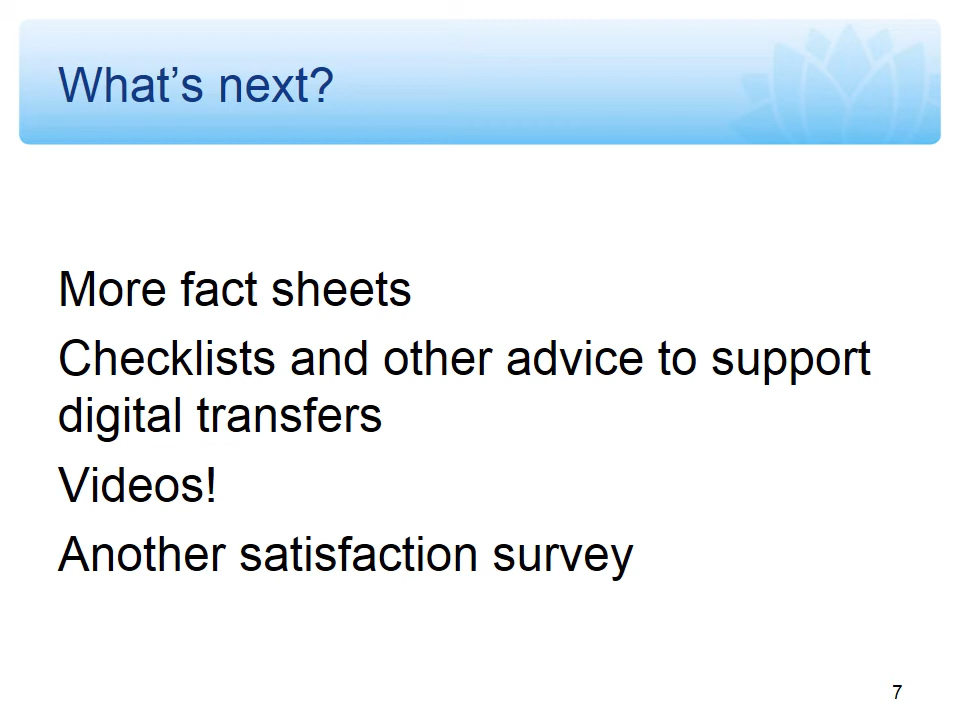 What’s next?
More fact sheets
Checklists and other advice to support
digital transfers
Videos!
Another satisfaction survey
7